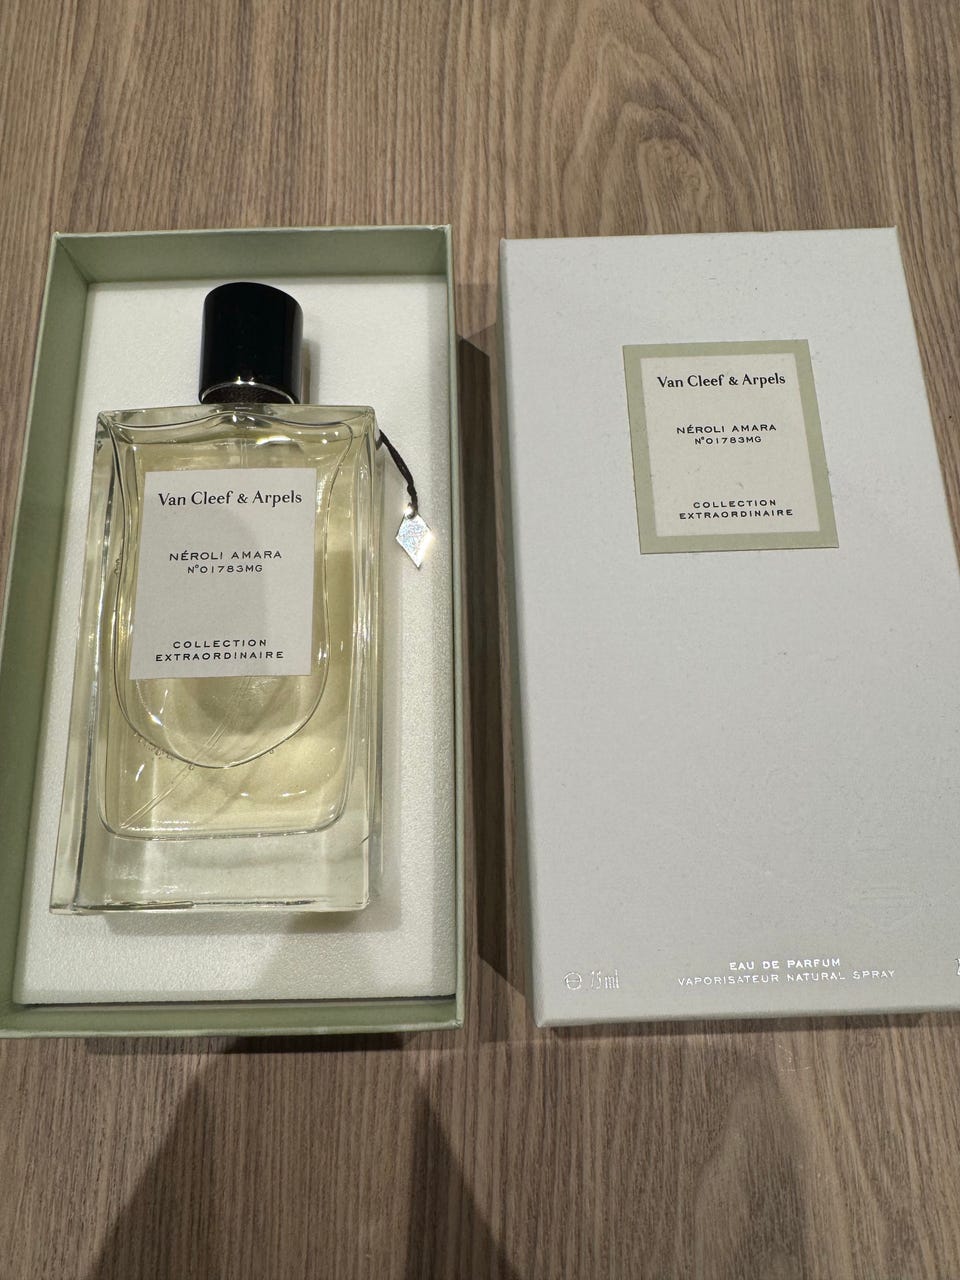 Van Cleef & Arpels
NÉROLI AMARA
N°01783MG
COLLECTION
EXTRAORDINAIRE
Van Cleef & Arpels
NÉROLI AMARA
N°01783MG
COLLECTION
EXTRAORDINAIRE
EAU DE PARFUM
VAPORISATEUR NATURAL SPRAY
75ml